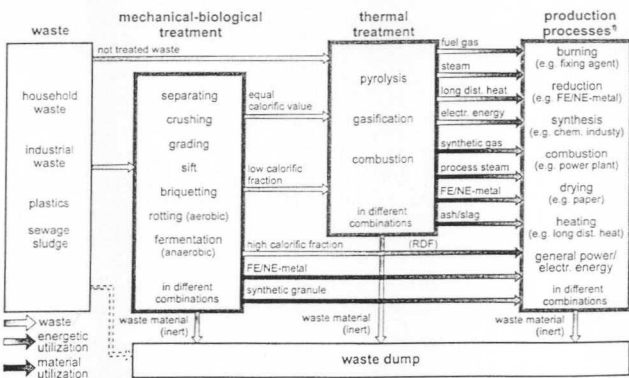 waste
mechanical-biological
treatment
thermal
treatment
production
processes
not treated waste
household
waste
industrial
waste
plastics
sewage
sludge
separating
crushing
grading
sift
briquetting
rotting (aerobic)
fermentation
(anaerobic)
in different
combinations
equal
calorific value
low calorific
fraction
pyrolysis
gasification
combustion
in different
combinations
fuel gas
steam
long dist. heat
electr. energy
synthetic gas
process steam
FE/NE-metal
ash/slag
high calorific fraction (RDF)
FE/NE-metal
synthetic granule
burning
(e.g. fixing agent)
reduction
(e.g. FE/NE-metal)
synthesis
(e.g. chem. industy)
combustion
(e.g. power plant)
drying
(e.g. paper)
heating
(e.g. long dist. heat)
general power/
electr. energy
in different
combinations
waste material
(inert)
waste material
(inert)
waste material
(inert)
waste dump
waste
energetic
utilization
material
utilization